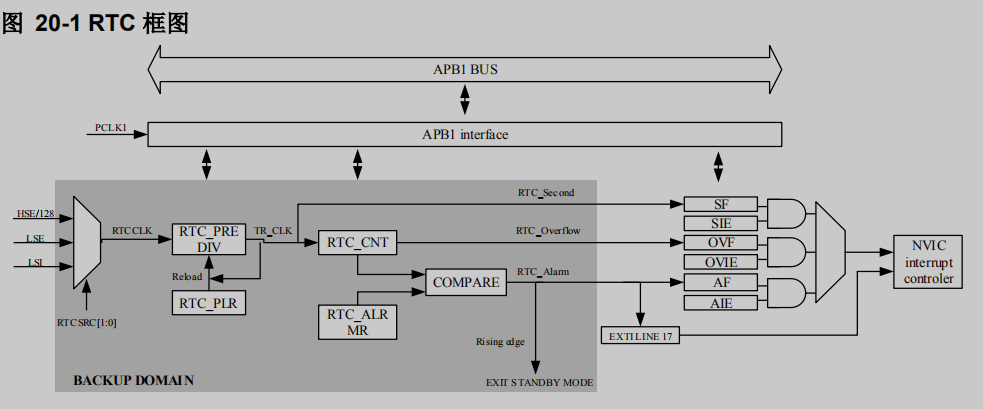 图 20-1 RTC 框图
APB1 BUS
PCLK1
APB1 interface
HSE/128
LSE
LSI
RTCCLK
RTCSRC[1:0]
RTC_PRE
DIV
TR_CLK
Reload
RTC_PLR
RTC_CNT
RTC_ALR
MR
COMPARE
RTC_Second
RTC_Overflow
RTC_Alarm
Rising edge
EXIT STANDBY MODE
BACKUP DOMAIN
SF
SIE
OVF
OVIE
AF
AIE
EXTI LINE 17
NVIC
interrupt
controler